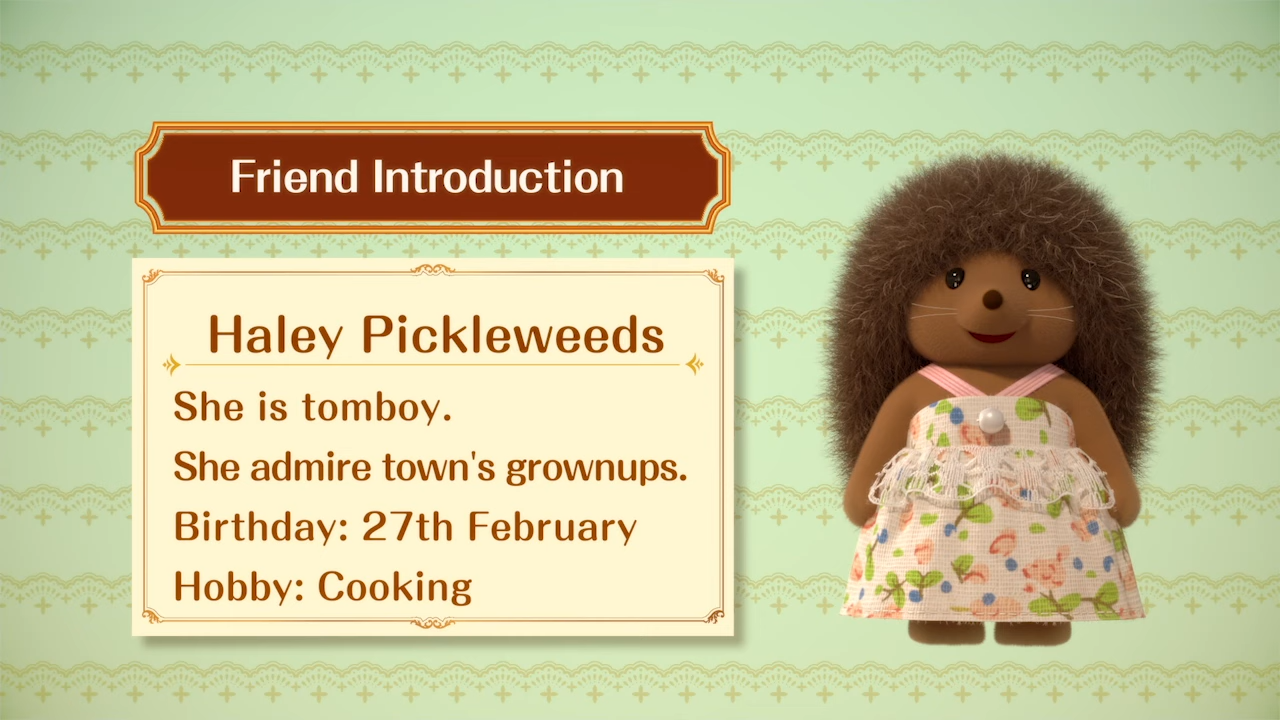 Friend Introduction
Haley Pickleweeds
She is tomboy.
She admire town's grownups.
Birthday: 27th February
Hobby: Cooking